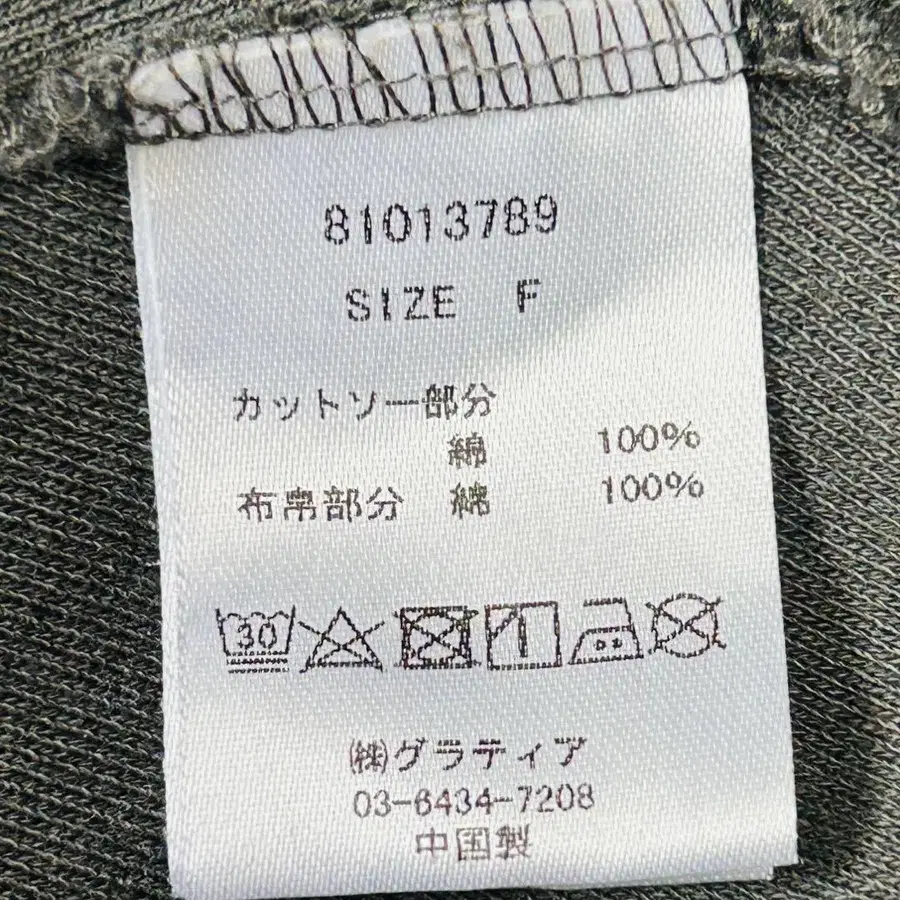 81013789
SIZE F
カットソー部分
綿 100%
布帛部分 綿 100%
30
㈱グラティア
03-6434-7208
中国製